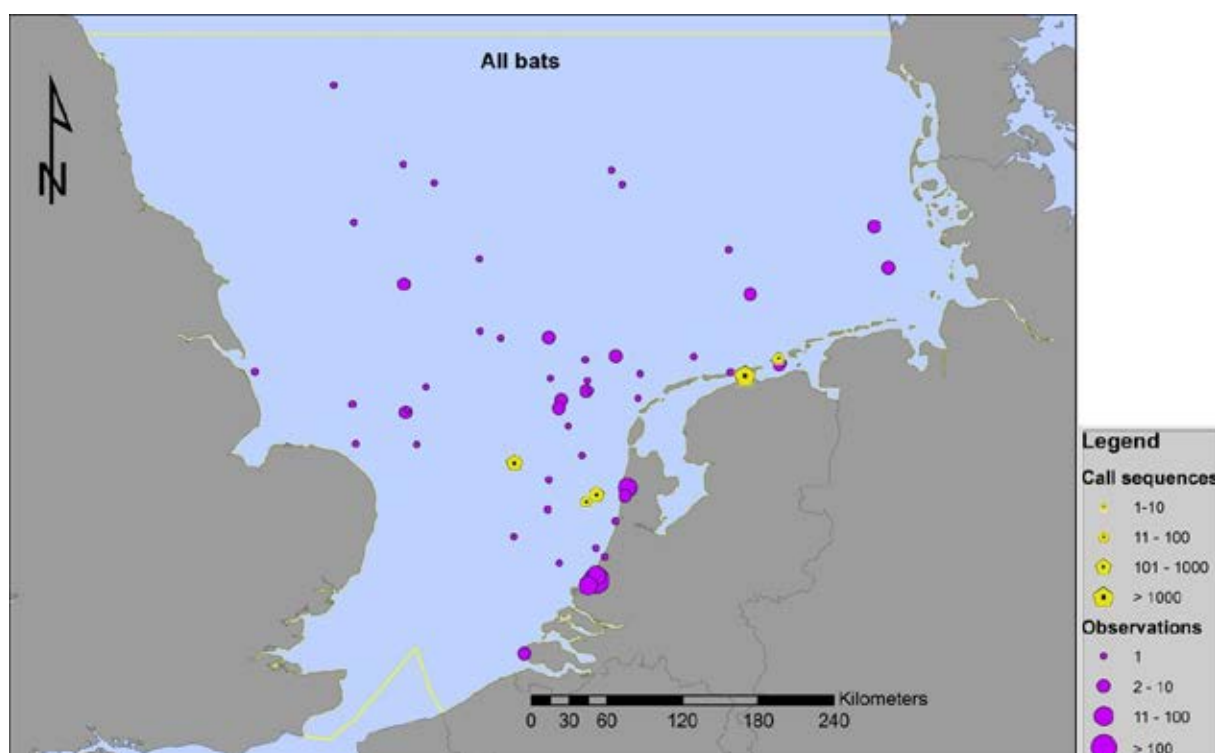 All bats
N
Kilometers
0 30 60 120 180 240
Legend
Call sequences
1-10
11 - 100
101 - 1000
> 1000
Observations
1
2 - 10
11 - 100
> 100